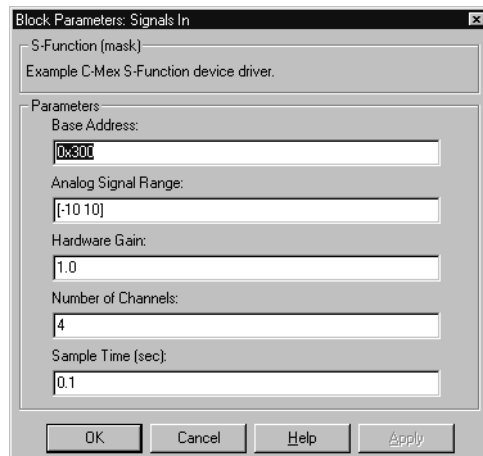 Block Parameters: Signals In
S-Function (mask)
Example C-Mex S-Function device driver.
Parameters
Base Address:
0x300
Analog Signal Range:
[-10 10]
Hardware Gain:
1.0
Number of Channels:
4
Sample Time (sec):
0.1
OK Cancel Help Apply